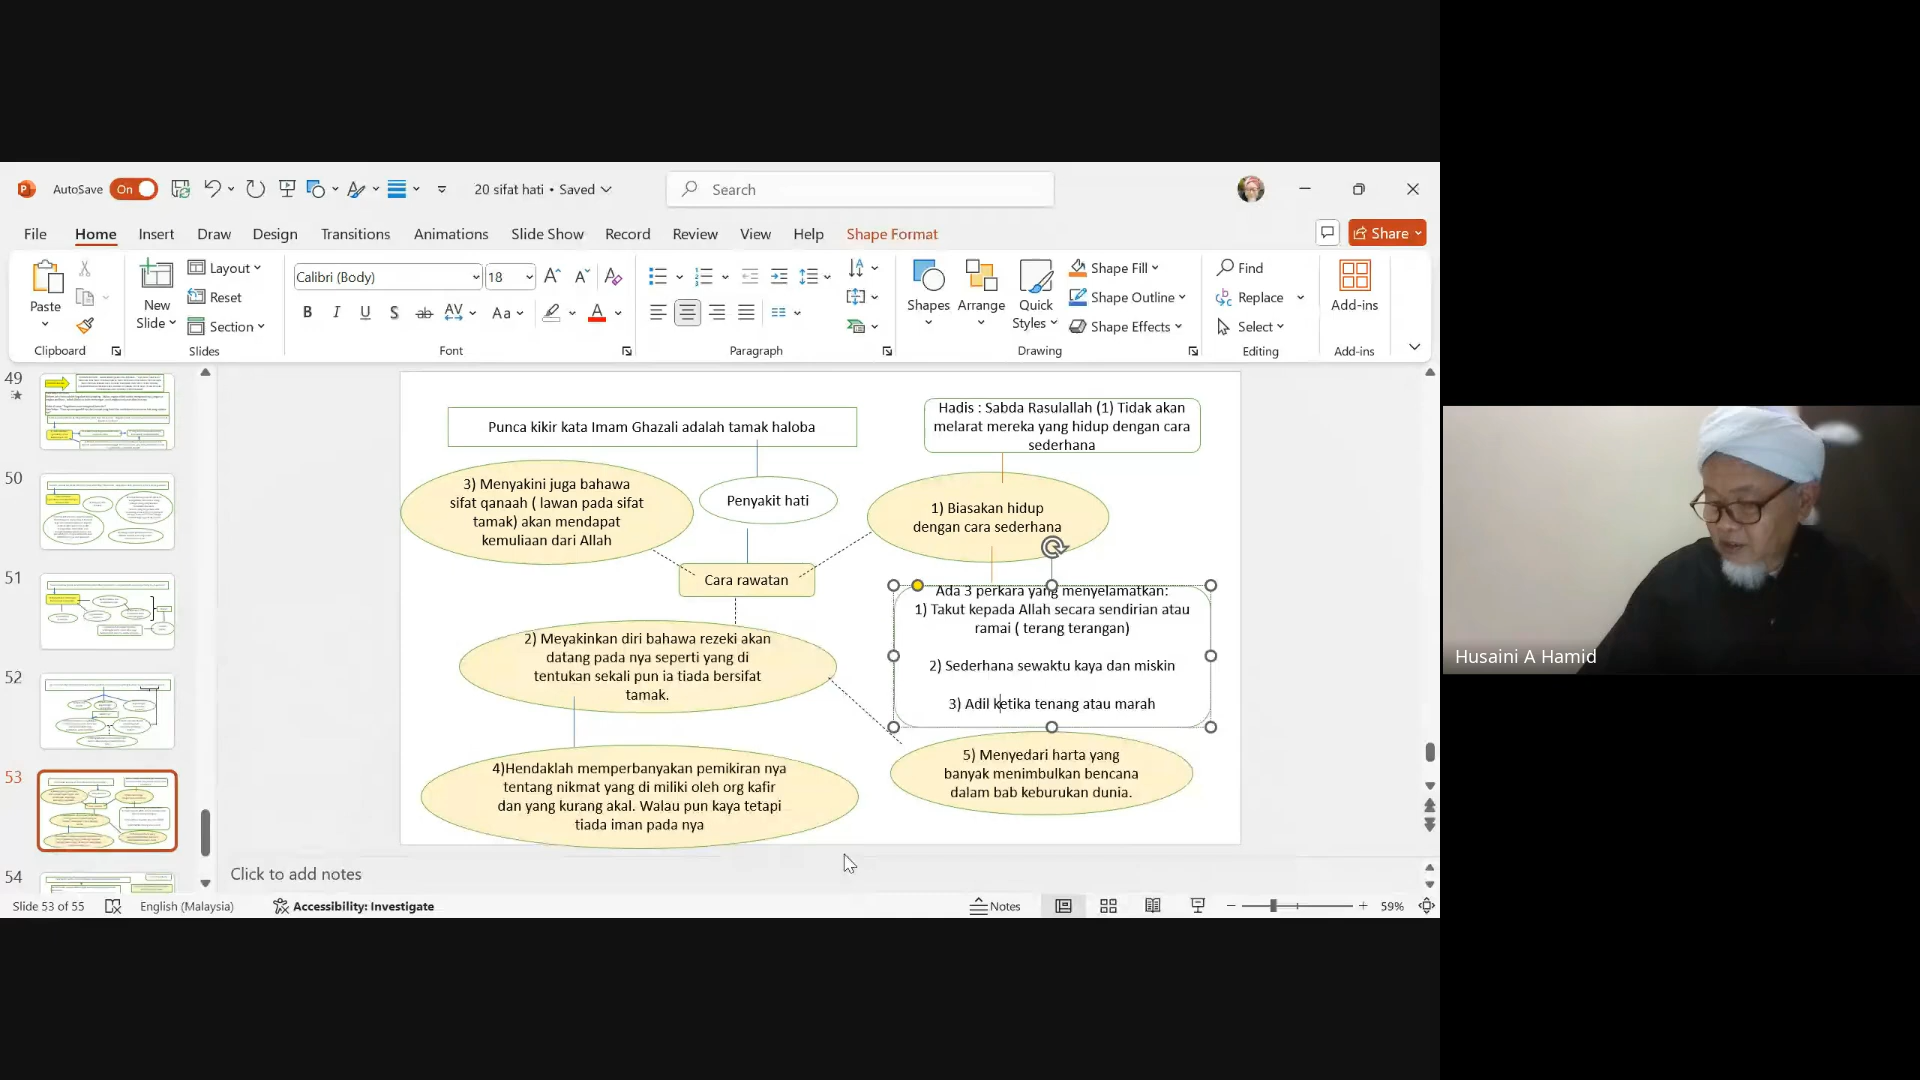 AutoSave On 20 sifat hati • Saved Search
File Home Insert Draw Design Transitions Animations Slide Show Record Review View Help Shape Format Share
Paste
Clipboard
New Slide
Layout
Reset
Section
Slides
Calibri (Body) 18
B I U S ab AV Aa A
Font
Paragraph
Shapes
Arrange
Quick Styles
Shape Fill
Shape Outline
Shape Effects
Drawing
Find
Replace
Select
Editing
Add-ins
Add-ins
49
50
51
52
53
54
Punca kikir kata Imam Ghazali adalah tamak haloba
Hadis : Sabda Rasulallah (1) Tidak akan
melarat mereka yang hidup dengan cara
sederhana
3) Menyakini juga bahawa
sifat qanaah ( lawan pada sifat
tamak) akan mendapat
kemuliaan dari Allah
Penyakit hati
1) Biasakan hidup
dengan cara sederhana
Cara rawatan
Ada 3 perkara yang menyelamatkan:
1) Takut kepada Allah secara sendirian atau
ramai ( terang terangan)
2) Sederhana sewaktu kaya dan miskin
3) Adil ketika tenang atau marah
2) Meyakinkan diri bahawa rezeki akan
datang pada nya seperti yang di
tentukan sekali pun ia tiada bersifat
tamak.
4)Hendaklah memperbanyakan pemikiran nya
tentang nikmat yang di miliki oleh org kafir
dan yang kurang akal. Walau pun kaya tetapi
tiada iman pada nya
5) Menyedari harta yang
banyak menimbulkan bencana
dalam bab keburukan dunia.
Click to add notes
Slide 53 of 55 English (Malaysia) Accessibility: Investigate Notes 59%
Husaini A Hamid